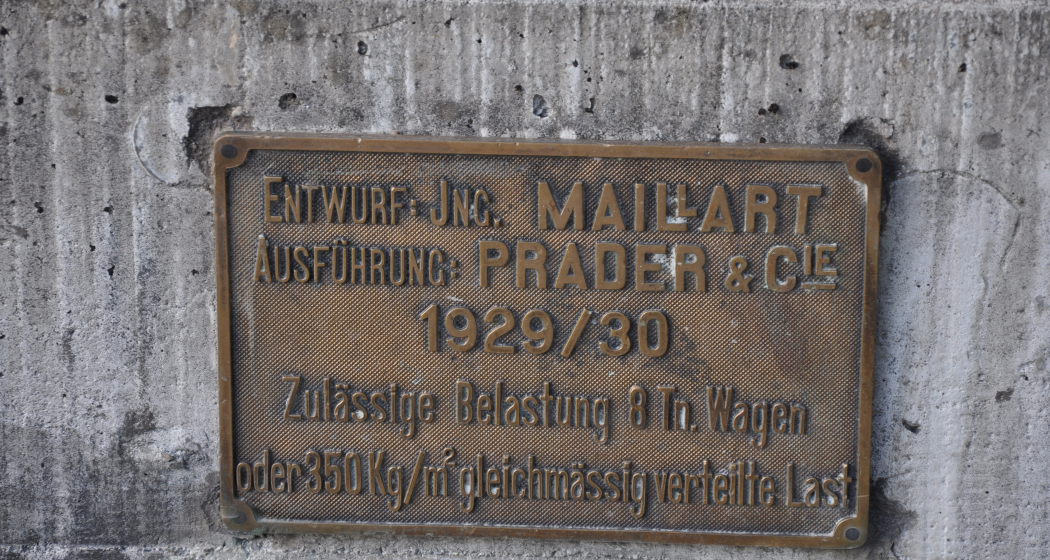 ENTWURF: JNG. MAILLART
AUSFÜHRUNG: PRADER & CIE
1929/30
Zulässige Belastung 8 Tn. Wagen
oder 350 Kg/m² gleichmässig verteilte Last